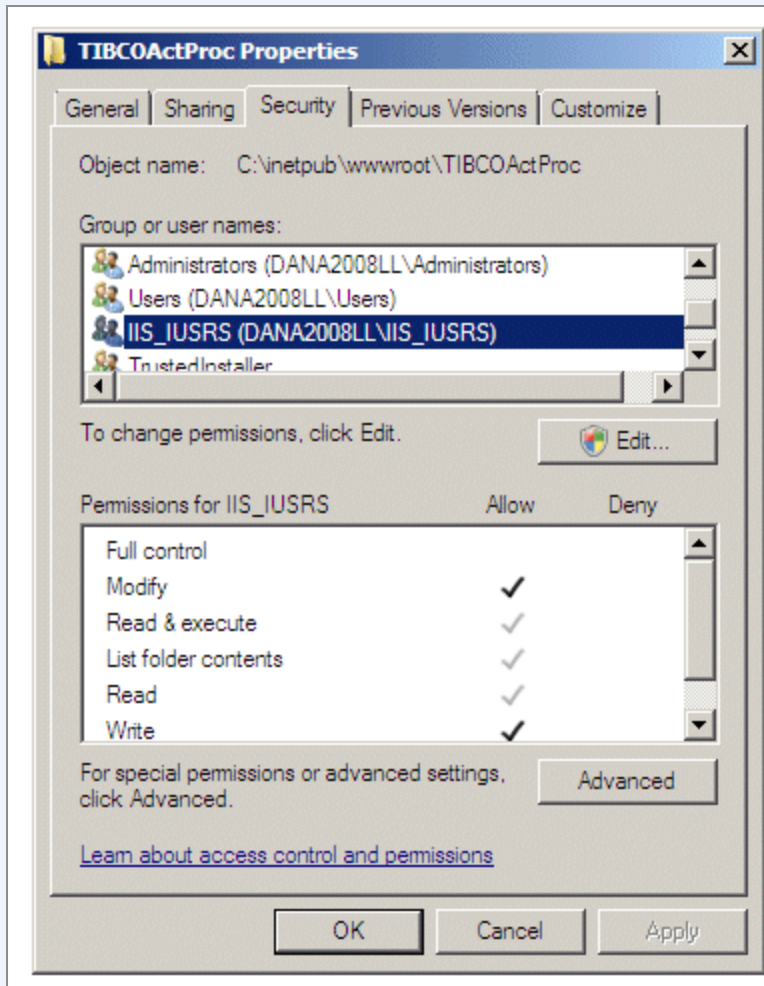 TIBCOActProc Properties
General Sharing Security Previous Versions Customize
Object name: C:\inetpub\wwwroot\TIBCOActProc
Group or user names:
Administrators (DANA2008LL\Administrators)
Users (DANA2008LL\Users)
IIS_IUSRS (DANA2008LL\IIS_IUSRS)
TrustedInstaller
To change permissions, click Edit.
Edit...
Permissions for IIS_IUSRS Allow Deny
Full control
Modify
Read & execute
List folder contents
Read
Write
For special permissions or advanced settings,
click Advanced.
Advanced
Learn about access control and permissions
OK Cancel Apply